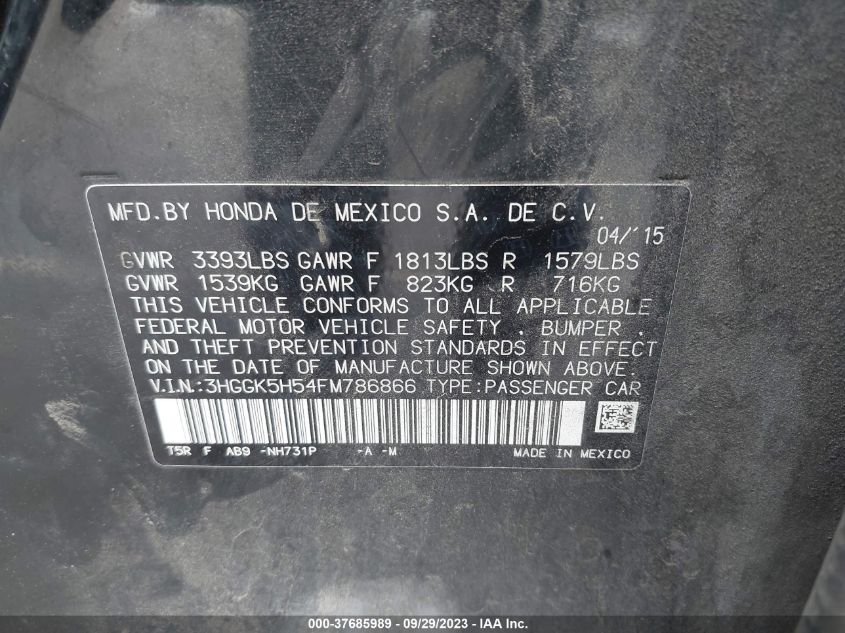 MFD.BY HONDA DE MEXICO S.A. DE C.V.
04/'15
GVWR 3393LBS GAWR F 1813LBS R 1579LBS
GVWR 1539KG GAWR F 823KG R 716KG
THIS VEHICLE CONFORMS TO ALL APPLICABLE
FEDERAL MOTOR VEHICLE SAFETY , BUMPER ,
AND THEFT PREVENTION STANDARDS IN EFFECT
ON THE DATE OF MANUFACTURE SHOWN ABOVE.
V.I.N.:3HGGK5H54FM786866 TYPE:PASSENGER CAR
T5R F AB9 -NH731P -A -M MADE IN MEXICO
000-37685989 - 09/29/2023 - IAA Inc.